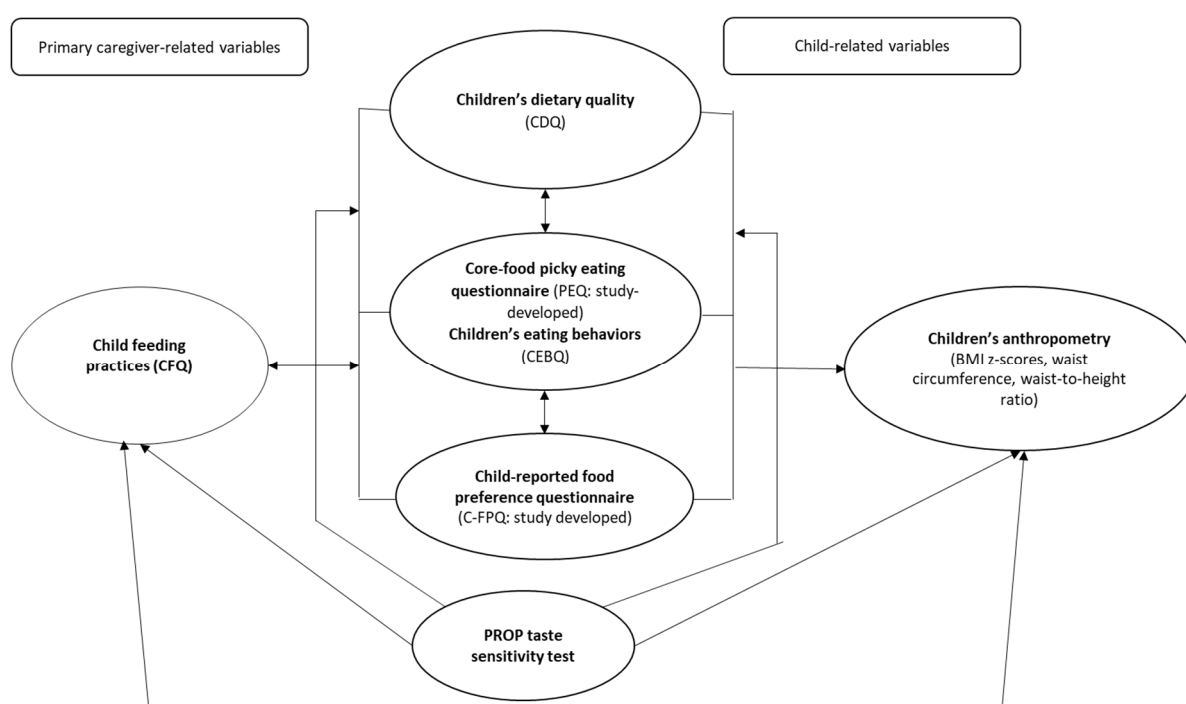 Primary caregiver-related variables
Child-related variables
Children’s dietary quality
(CDQ)
Core-food picky eating
questionnaire (PEQ: study-
developed)
Children’s eating behaviors
(CEBQ)
Child feeding
practices (CFQ)
Children’s anthropometry
(BMI z-scores, waist
circumference, waist-to-height
ratio)
Child-reported food
preference questionnaire
(C-FPQ: study developed)
PROP taste
sensitivity test